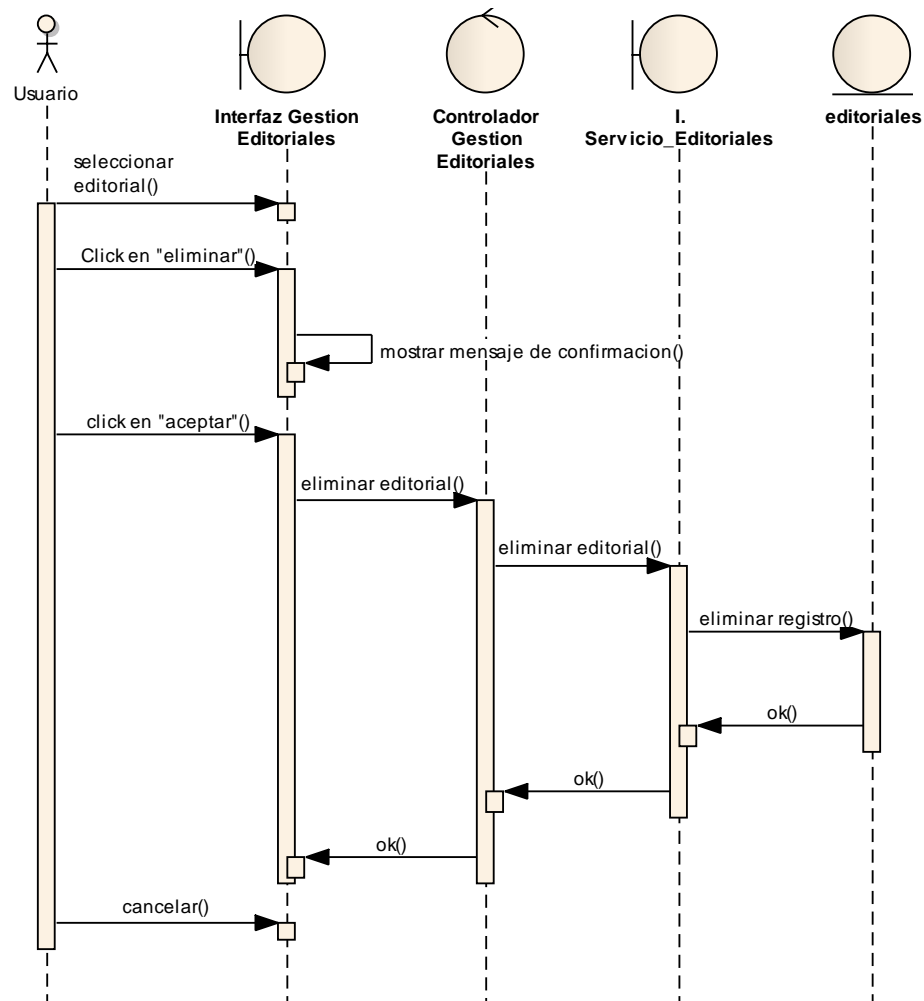 Usuario
Interfaz Gestion
Editoriales
Controlador
Gestion
Editoriales
I.
Servicio_Editoriales
editoriales
seleccionar
editorial()
Click en "eliminar"()
mostrar mensaje de confirmacion()
click en "aceptar"()
eliminar editorial()
eliminar editorial()
eliminar registro()
ok()
ok()
ok()
cancelar()